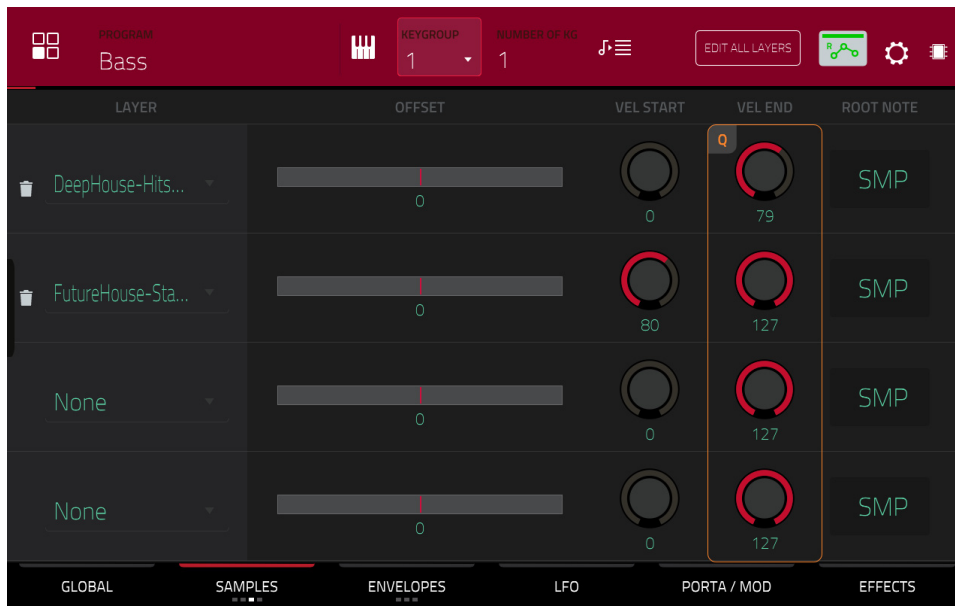 PROGRAM
Bass
KEYGROUP
1
NUMBER OF KG
1
EDIT ALL LAYERS
R
LAYER OFFSET VEL START VEL END ROOT NOTE
Q
DeepHouse-Hits... 0 0 79 SMP
FutureHouse-Sta... 0 80 127 SMP
None 0 0 127 SMP
None 0 0 127 SMP
GLOBAL SAMPLES ENVELOPES LFO PORTA / MOD EFFECTS